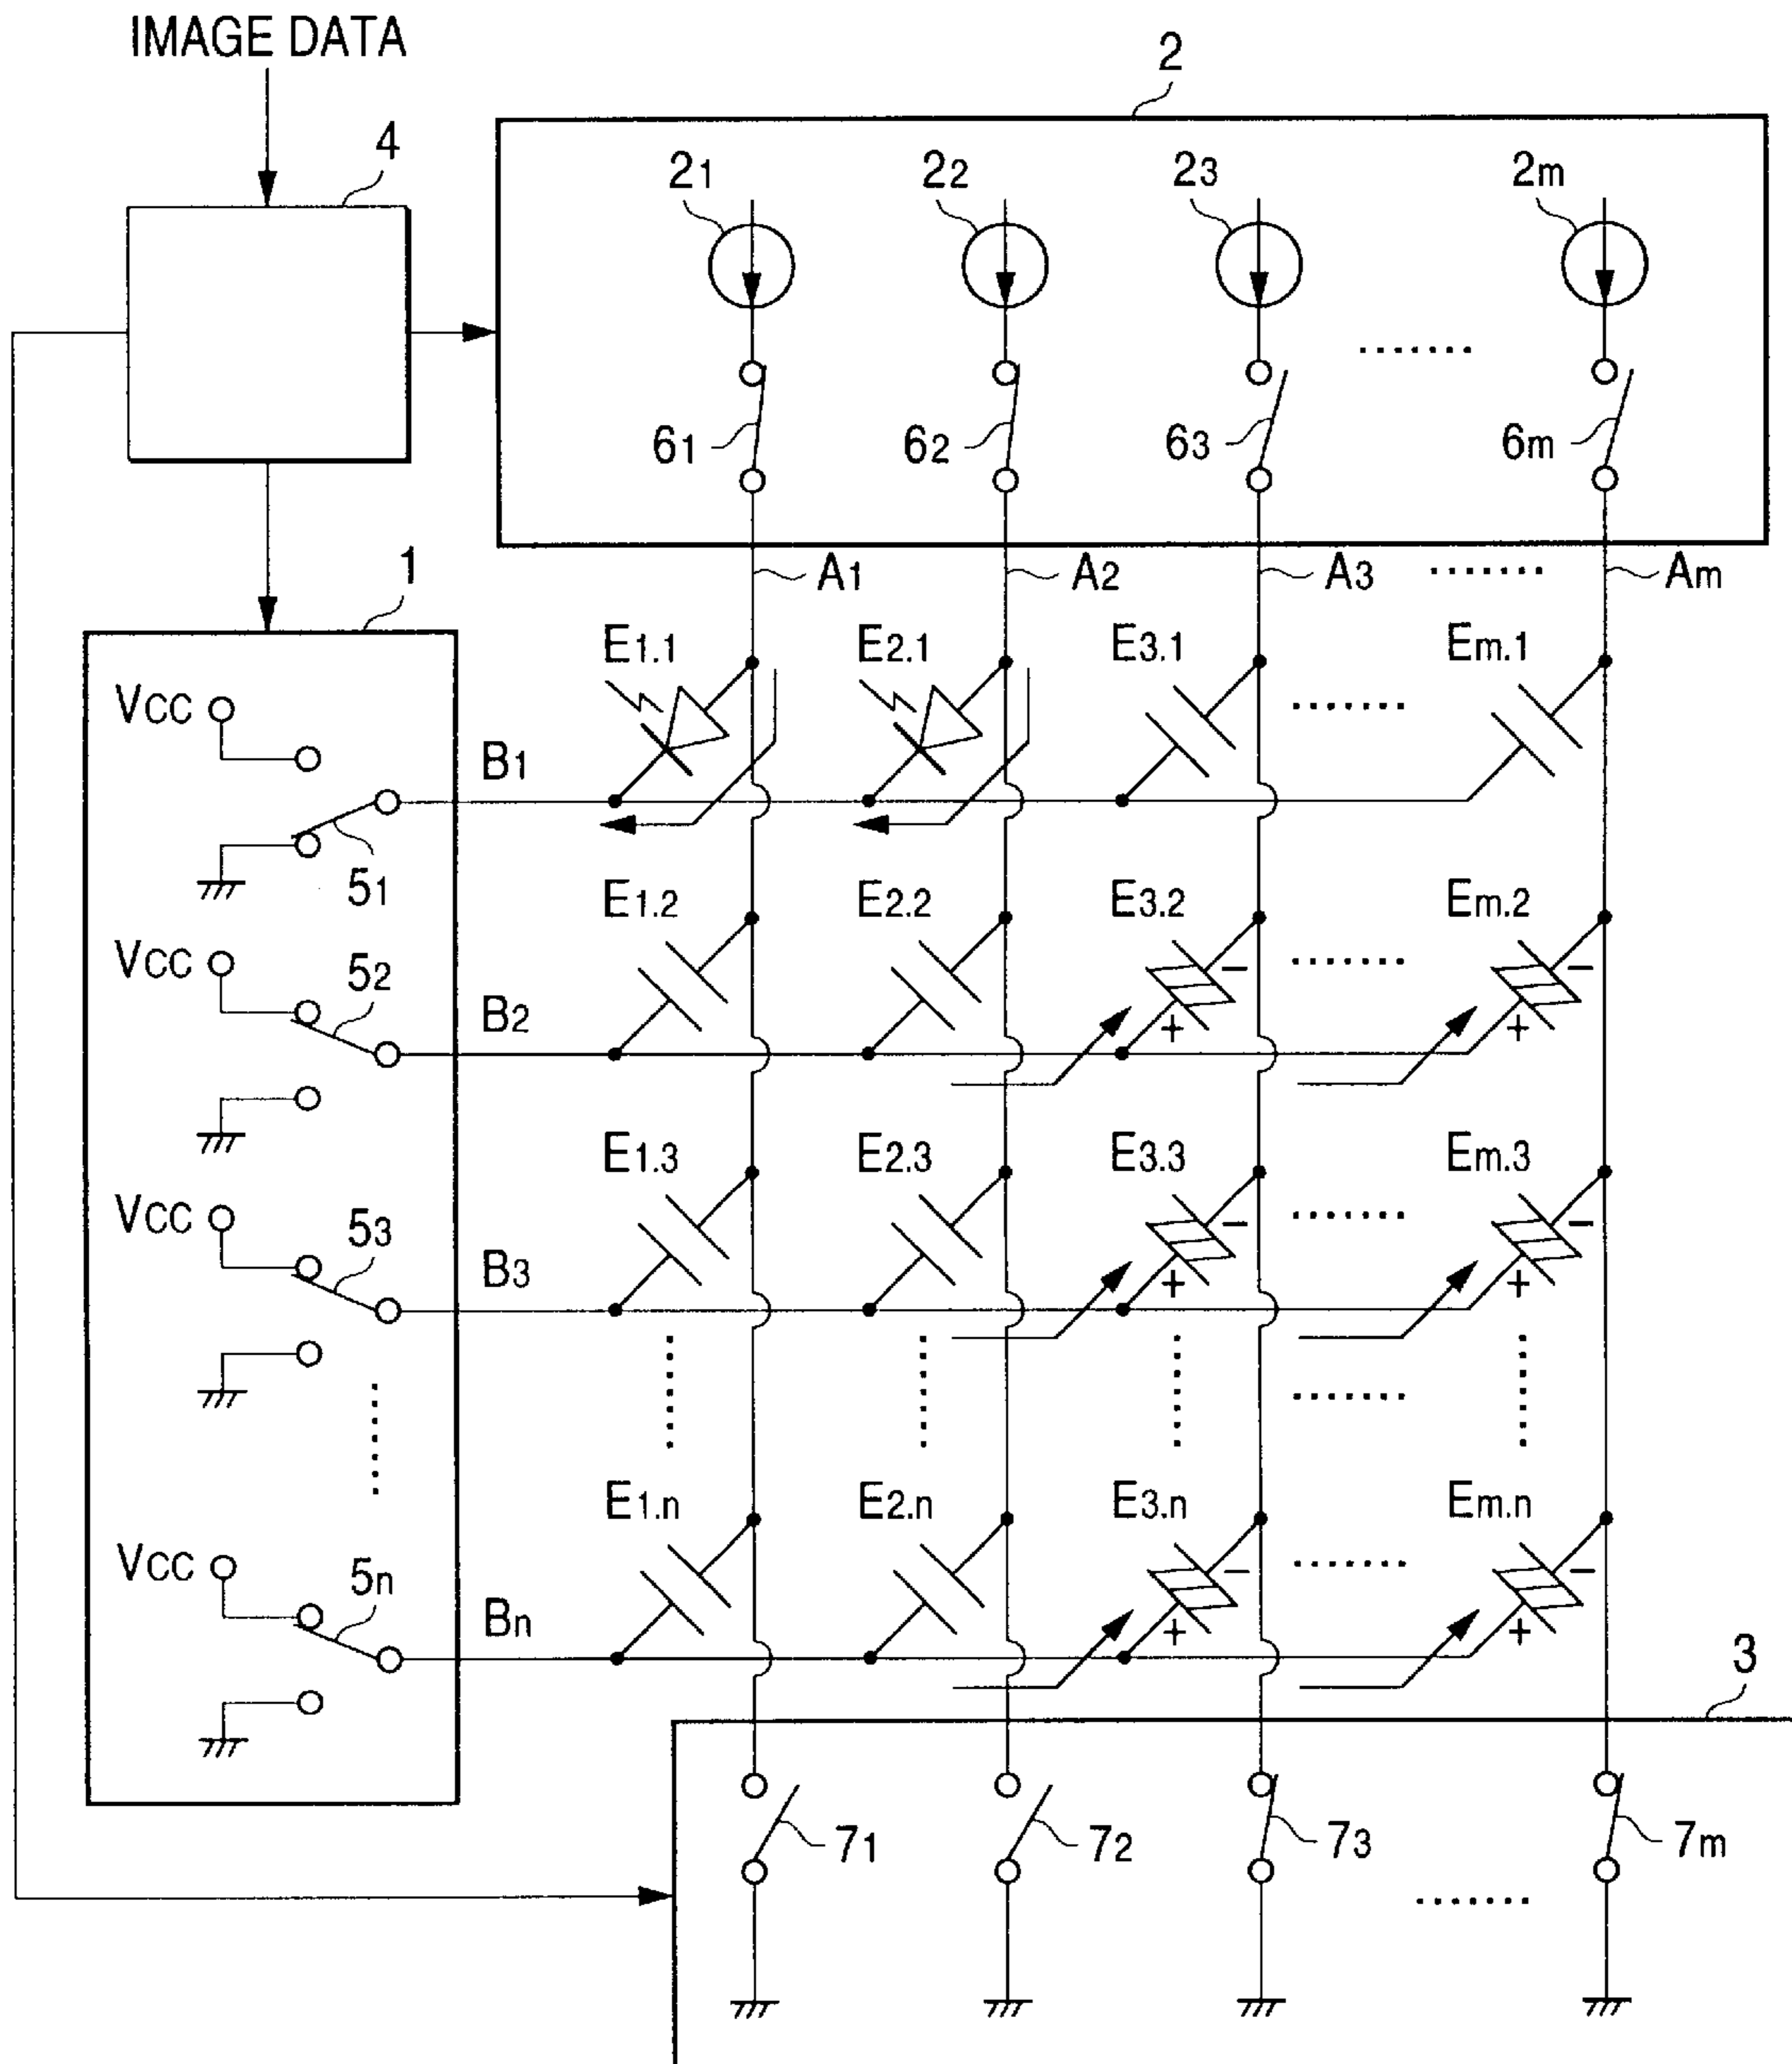 IMAGE DATA
2
4
21 22 23 2m
61 62 63 6m
1
A1 A2 A3 ....... Am
E1.1 E2.1 E3.1 Em.1
VCC
B1
51
E1.2 E2.2 E3.2 Em.2
VCC 52
B2
- -
+ +
E1.3 E2.3 E3.3 Em.3
VCC 53
B3
- -
+ +
E1.n E2.n E3.n Em.n
VCC 5n
Bn
- -
+ +
3
71 72 73 7m